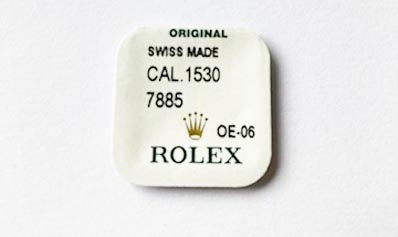 ORIGINAL
SWISS MADE
CAL.1530
7885
OE-06
ROLEX